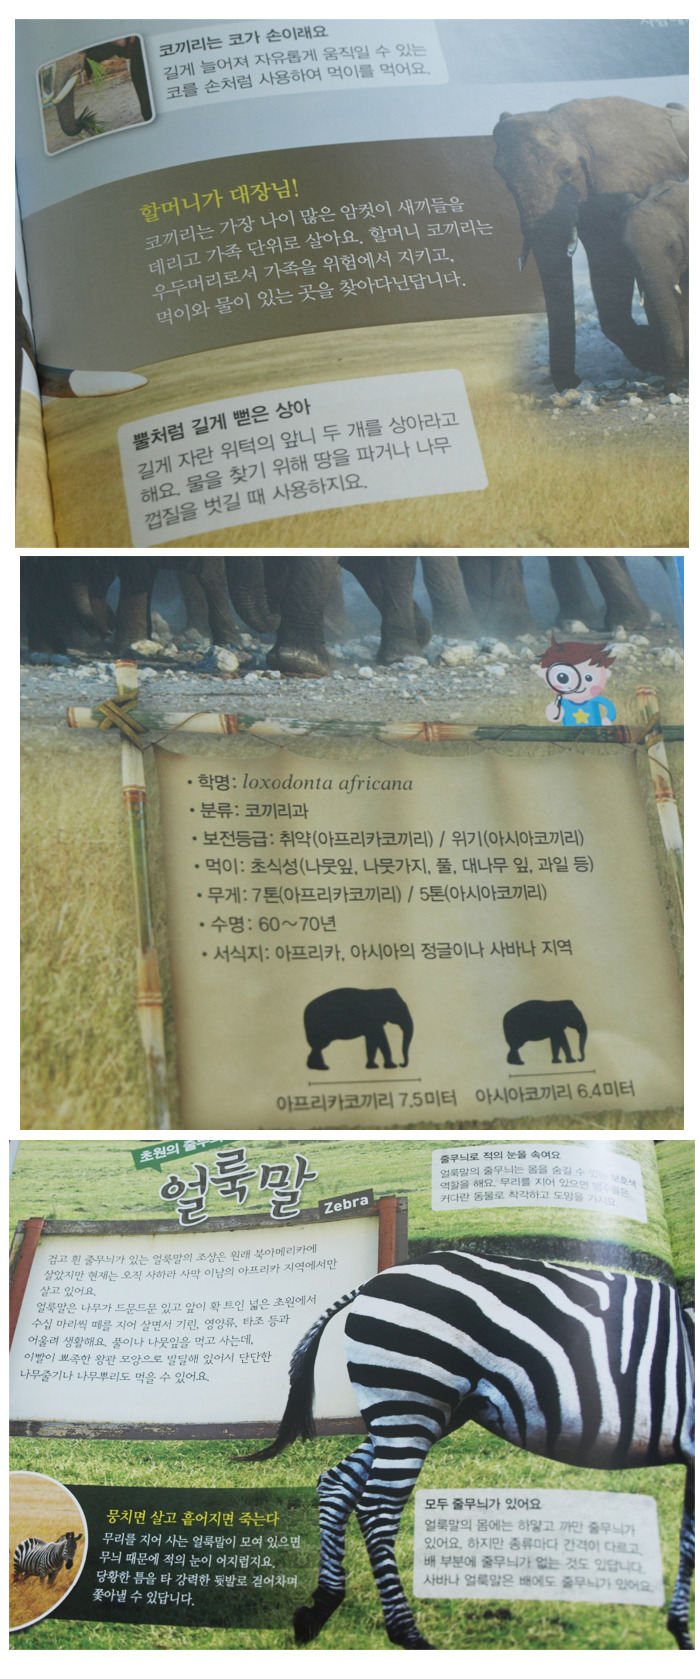 코끼리는 코가 손이래요
길게 늘어져 자유롭게 움직일 수 있는
코를 손처럼 사용하여 먹이를 먹어요.
할머니가 대장님!
코끼리는 가장 나이 많은 암컷이 새끼들을
데리고 가족 단위로 살아요. 할머니 코끼리는
우두머리로서 가족을 위험에서 지키고,
먹이와 물이 있는 곳을 찾아다닌답니다.
뿔처럼 길게 뻗은 상아
길게 자란 위턱의 앞니 두 개를 상아라고
해요. 물을 찾기 위해 땅을 파거나 나무
껍질을 벗길 때 사용하지요.
• 학명: loxodonta africana
• 분류: 코끼리과
• 보전등급: 취약(아프리카코끼리) / 위기(아시아코끼리)
• 먹이: 초식성(나뭇잎, 나뭇가지, 풀, 대나무 잎, 과일 등)
• 무게: 7톤(아프리카코끼리) / 5톤(아시아코끼리)
• 수명: 60~70년
• 서식지: 아프리카, 아시아의 정글이나 사바나 지역
아프리카코끼리 7.5미터 아시아코끼리 6.4미터
초원의 줄무늬
얼룩말
Zebra
검고 흰 줄무늬가 있는 얼룩말의 조상은 원래 북아메리카에
살았지만 현재는 오직 사하라 사막 이남의 아프리카 지역에서만
살고 있어요.
얼룩말은 나무가 드문드문 있고 앞이 확 트인 넓은 초원에서
수십 마리씩 떼를 지어 살면서 기린, 영양류, 타조 등과
어울려 생활해요. 풀이나 나뭇잎을 먹고 사는데,
이빨이 뾰족한 왕관 모양으로 발달해 있어서 단단한
나무줄기나 나무뿌리도 먹을 수 있어요.
줄무늬로 적의 눈을 속여요
얼룩말의 줄무늬는 몸을 숨길 수 있는 보호색
역할을 해요. 무리를 지어 있으면
커다란 동물로 착각하고 도망을 가지요.
뭉치면 살고 흩어지면 죽는다
무리를 지어 사는 얼룩말이 모여 있으면
무늬 때문에 적의 눈이 어지럽지요.
당황한 틈을 타 강력한 뒷발로 걷어차며
쫓아낼 수 있답니다.
모두 줄무늬가 있어요
얼룩말의 몸에는 하얗고 까만 줄무늬가
있어요. 하지만 종류마다 간격이 다르고,
배 부분에 줄무늬가 없는 것도 있답니다.
사바나 얼룩말은 배에도 줄무늬가 있어요.